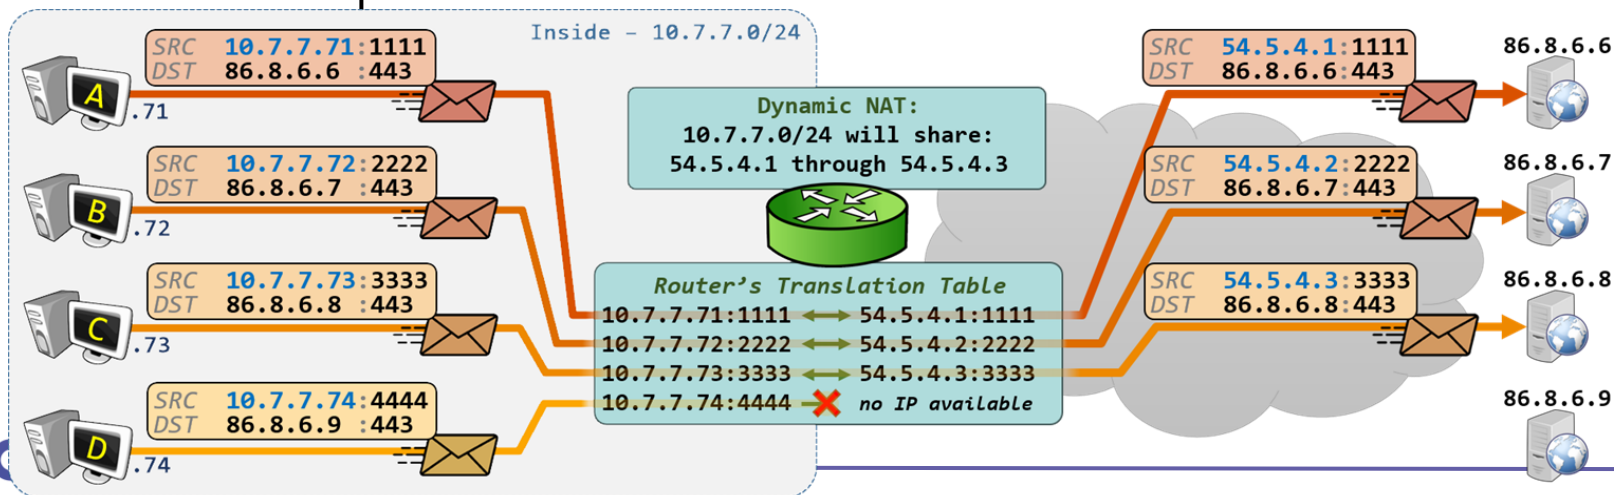 Inside – 10.7.7.0/24
SRC 10.7.7.71:1111
DST 86.8.6.6 :443
A
.71
SRC 10.7.7.72:2222
DST 86.8.6.7 :443
B
.72
SRC 10.7.7.73:3333
DST 86.8.6.8 :443
C
.73
SRC 10.7.7.74:4444
DST 86.8.6.9 :443
D
.74
Dynamic NAT:
10.7.7.0/24 will share:
54.5.4.1 through 54.5.4.3
Router’s Translation Table
10.7.7.71:1111 54.5.4.1:1111
10.7.7.72:2222 54.5.4.2:2222
10.7.7.73:3333 54.5.4.3:3333
10.7.7.74:4444 no IP available
SRC 54.5.4.1:1111
DST 86.8.6.6:443
86.8.6.6
SRC 54.5.4.2:2222
DST 86.8.6.7:443
86.8.6.7
SRC 54.5.4.3:3333
DST 86.8.6.8:443
86.8.6.8
86.8.6.9